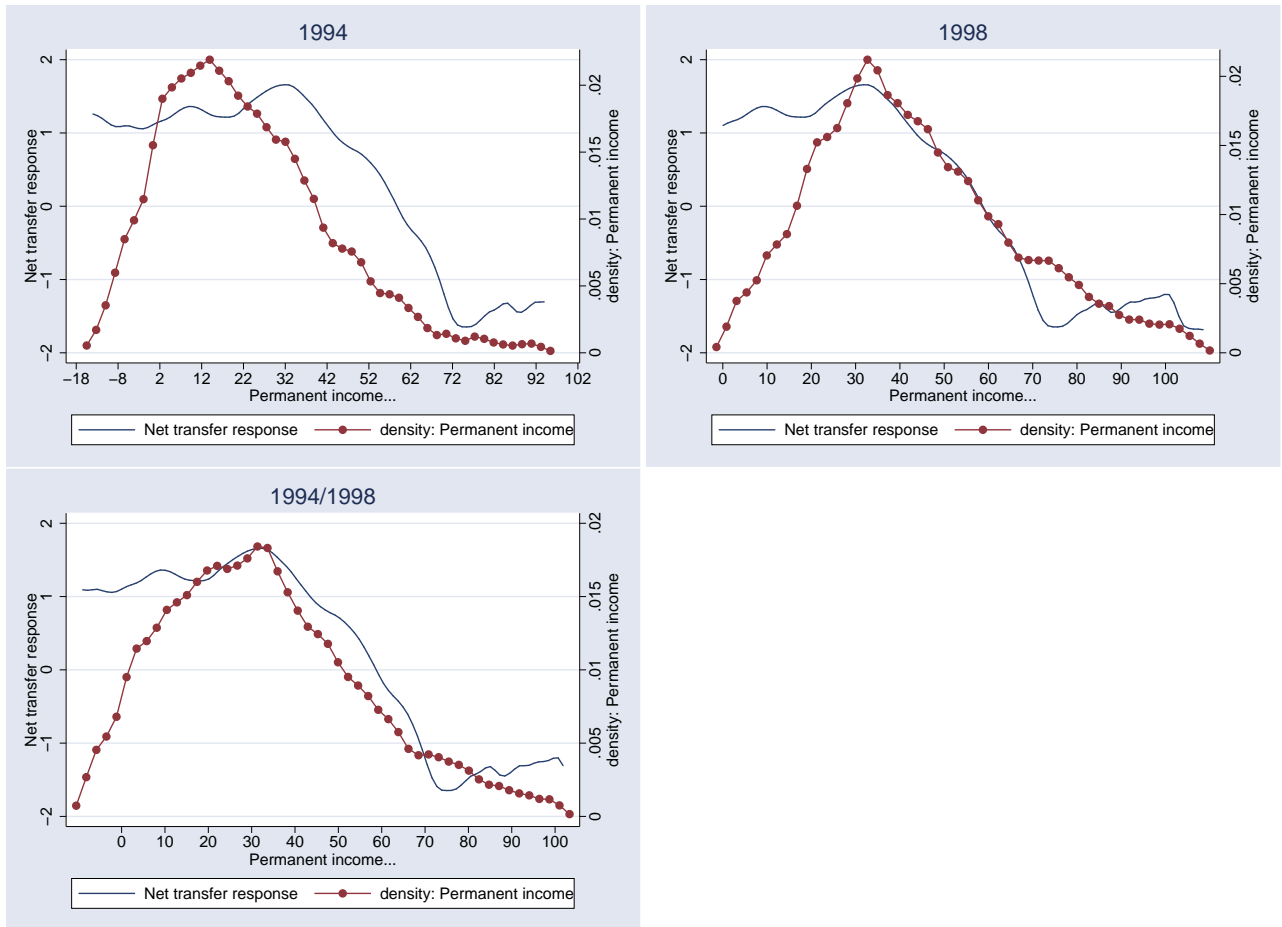 1994
2
1
0
−1
−2
Net transfer response
.02
.015
.01
.005
0
density: Permanent income
−18 −8 2 12 22 32 42 52 62 72 82 92 102
Permanent income...
Net transfer response density: Permanent income
1998
2
1
0
−1
−2
Net transfer response
.02
.015
.01
.005
0
density: Permanent income
0 10 20 30 40 50 60 70 80 90 100
Permanent income...
Net transfer response density: Permanent income
1994/1998
2
1
0
−1
−2
Net transfer response
.02
.015
.01
.005
0
density: Permanent income
0 10 20 30 40 50 60 70 80 90 100
Permanent income...
Net transfer response density: Permanent income